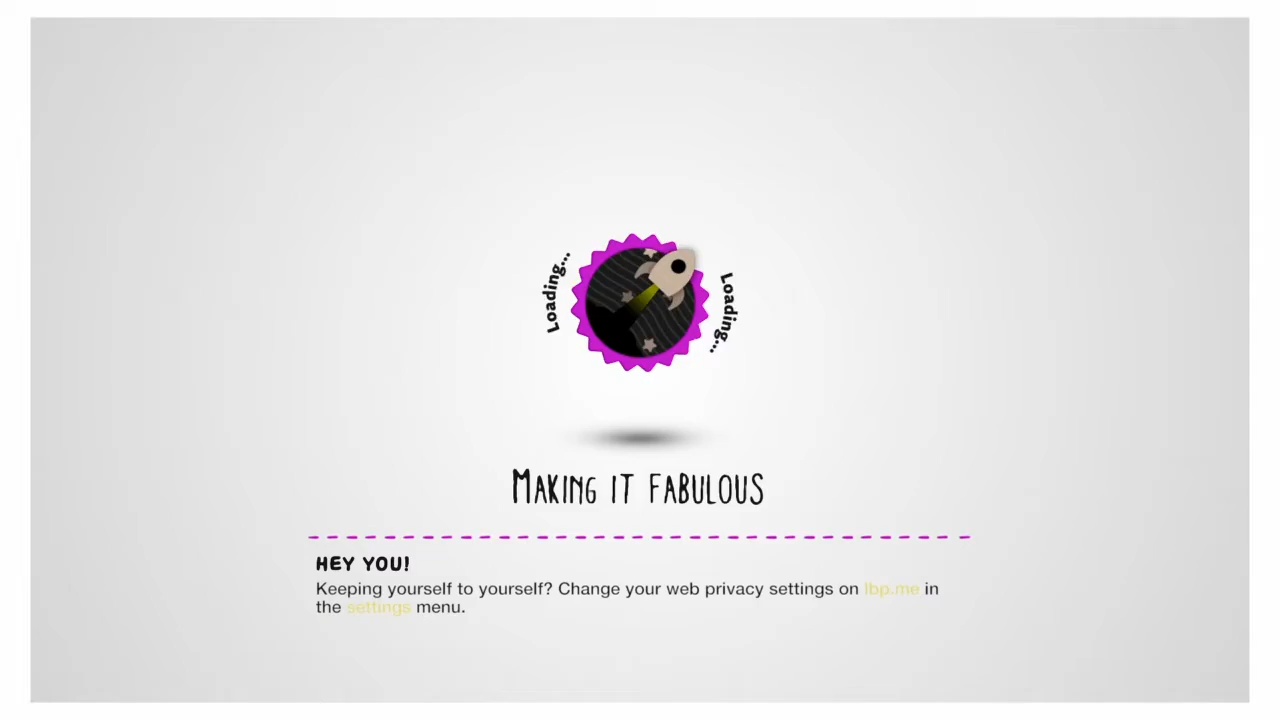 Loading...
Loading...
Making it fabulous
HEY YOU!
Keeping yourself to yourself? Change your web privacy settings on lbp.me in
the settings menu.